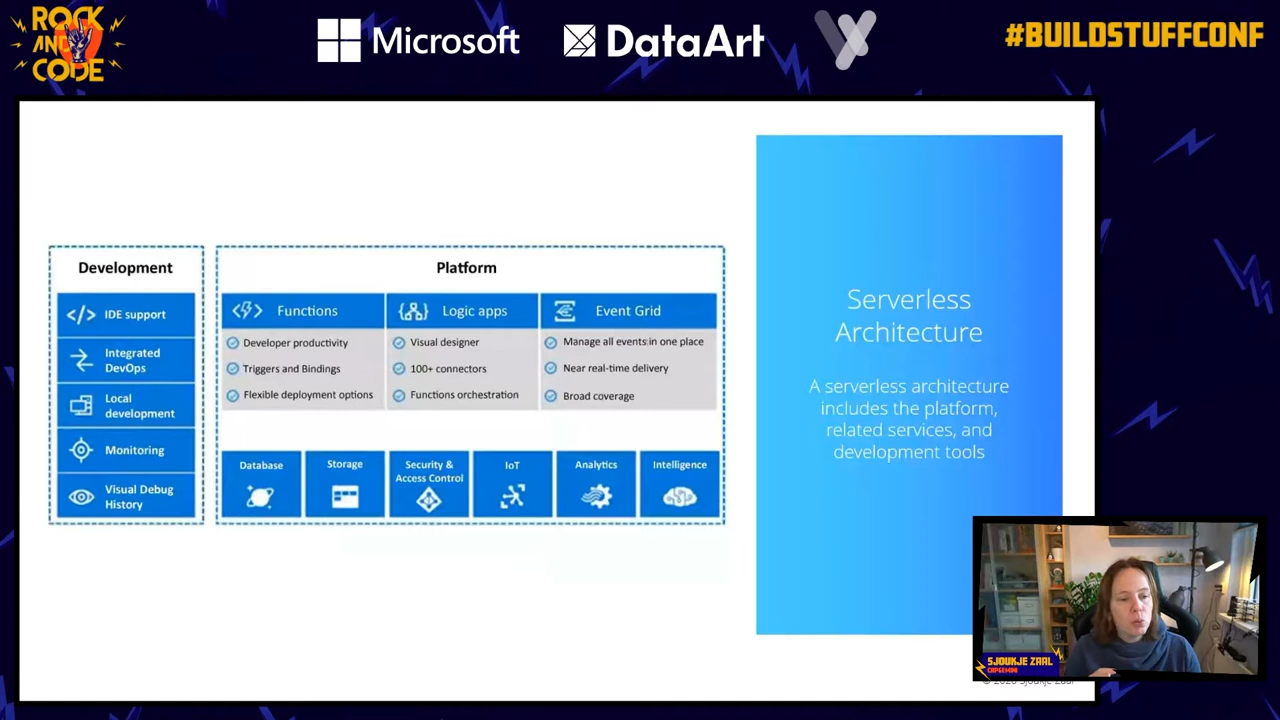 ROCK
AND
CODE
Microsoft
DataArt
#BUILDSTUFFCONF
Development
</> IDE support
Integrated
DevOps
Local
development
Monitoring
Visual Debug
History
Platform
Functions
Developer productivity
Triggers and Bindings
Flexible deployment options
Logic apps
Visual designer
100+ connectors
Functions orchestration
Event Grid
Manage all events in one place
Near real-time delivery
Broad coverage
Database
Storage
Security &
Access Control
IoT
Analytics
Intelligence
Serverless
Architecture
A serverless architecture
includes the platform,
related services, and
development tools
SJOUKJE ZAAL
CAPGEMINI